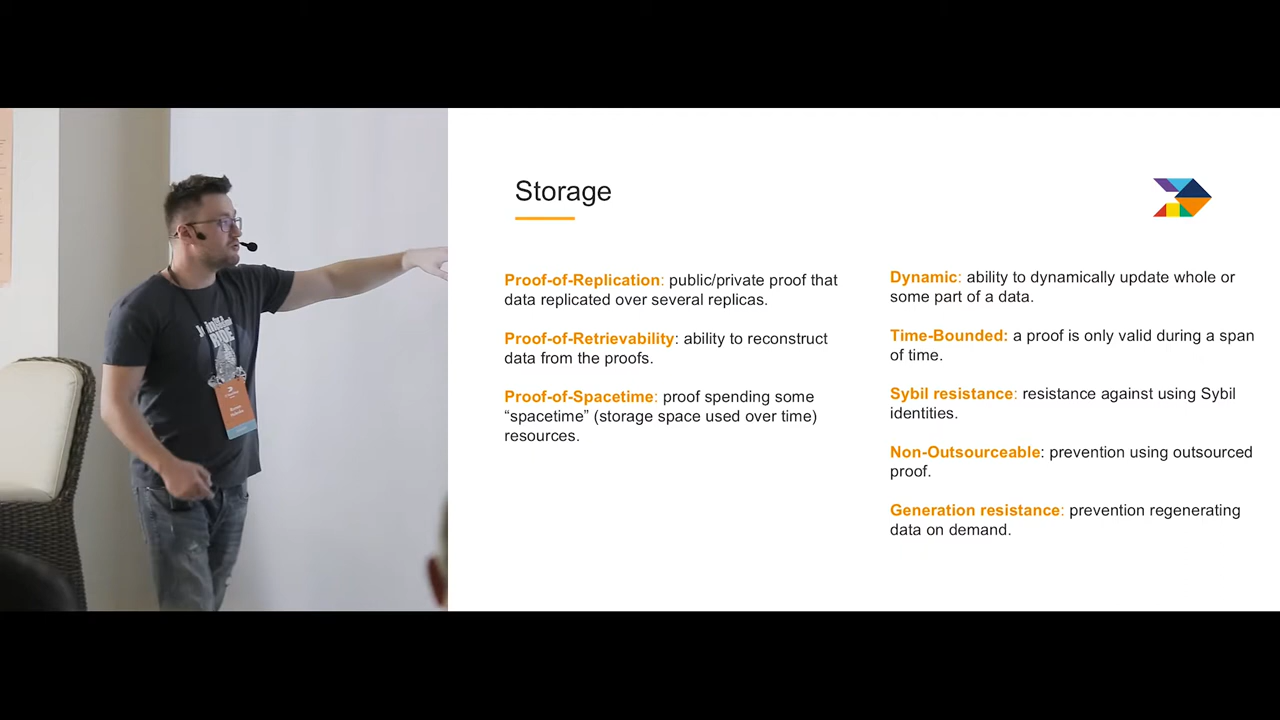 Storage
Proof-of-Replication: public/private proof that
data replicated over several replicas.
Proof-of-Retrievability: ability to reconstruct
data from the proofs.
Proof-of-Spacetime: proof spending some
“spacetime” (storage space used over time)
resources.
Dynamic: ability to dynamically update whole or
some part of a data.
Time-Bounded: a proof is only valid during a span
of time.
Sybil resistance: resistance against using Sybil
identities.
Non-Outsourceable: prevention using outsourced
proof.
Generation resistance: prevention regenerating
data on demand.